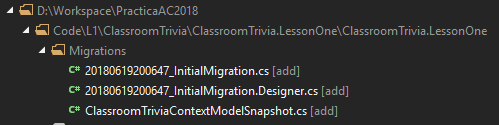 D:\Workspace\PracticaAC2018
Code\L1\ClassroomTrivia\ClassroomTrivia.LessonOne\ClassroomTrivia.LessonOne
Migrations
C# 20180619200647_InitialMigration.cs [add]
C# 20180619200647_InitialMigration.Designer.cs [add]
C# ClassroomTriviaContextModelSnapshot.cs [add]